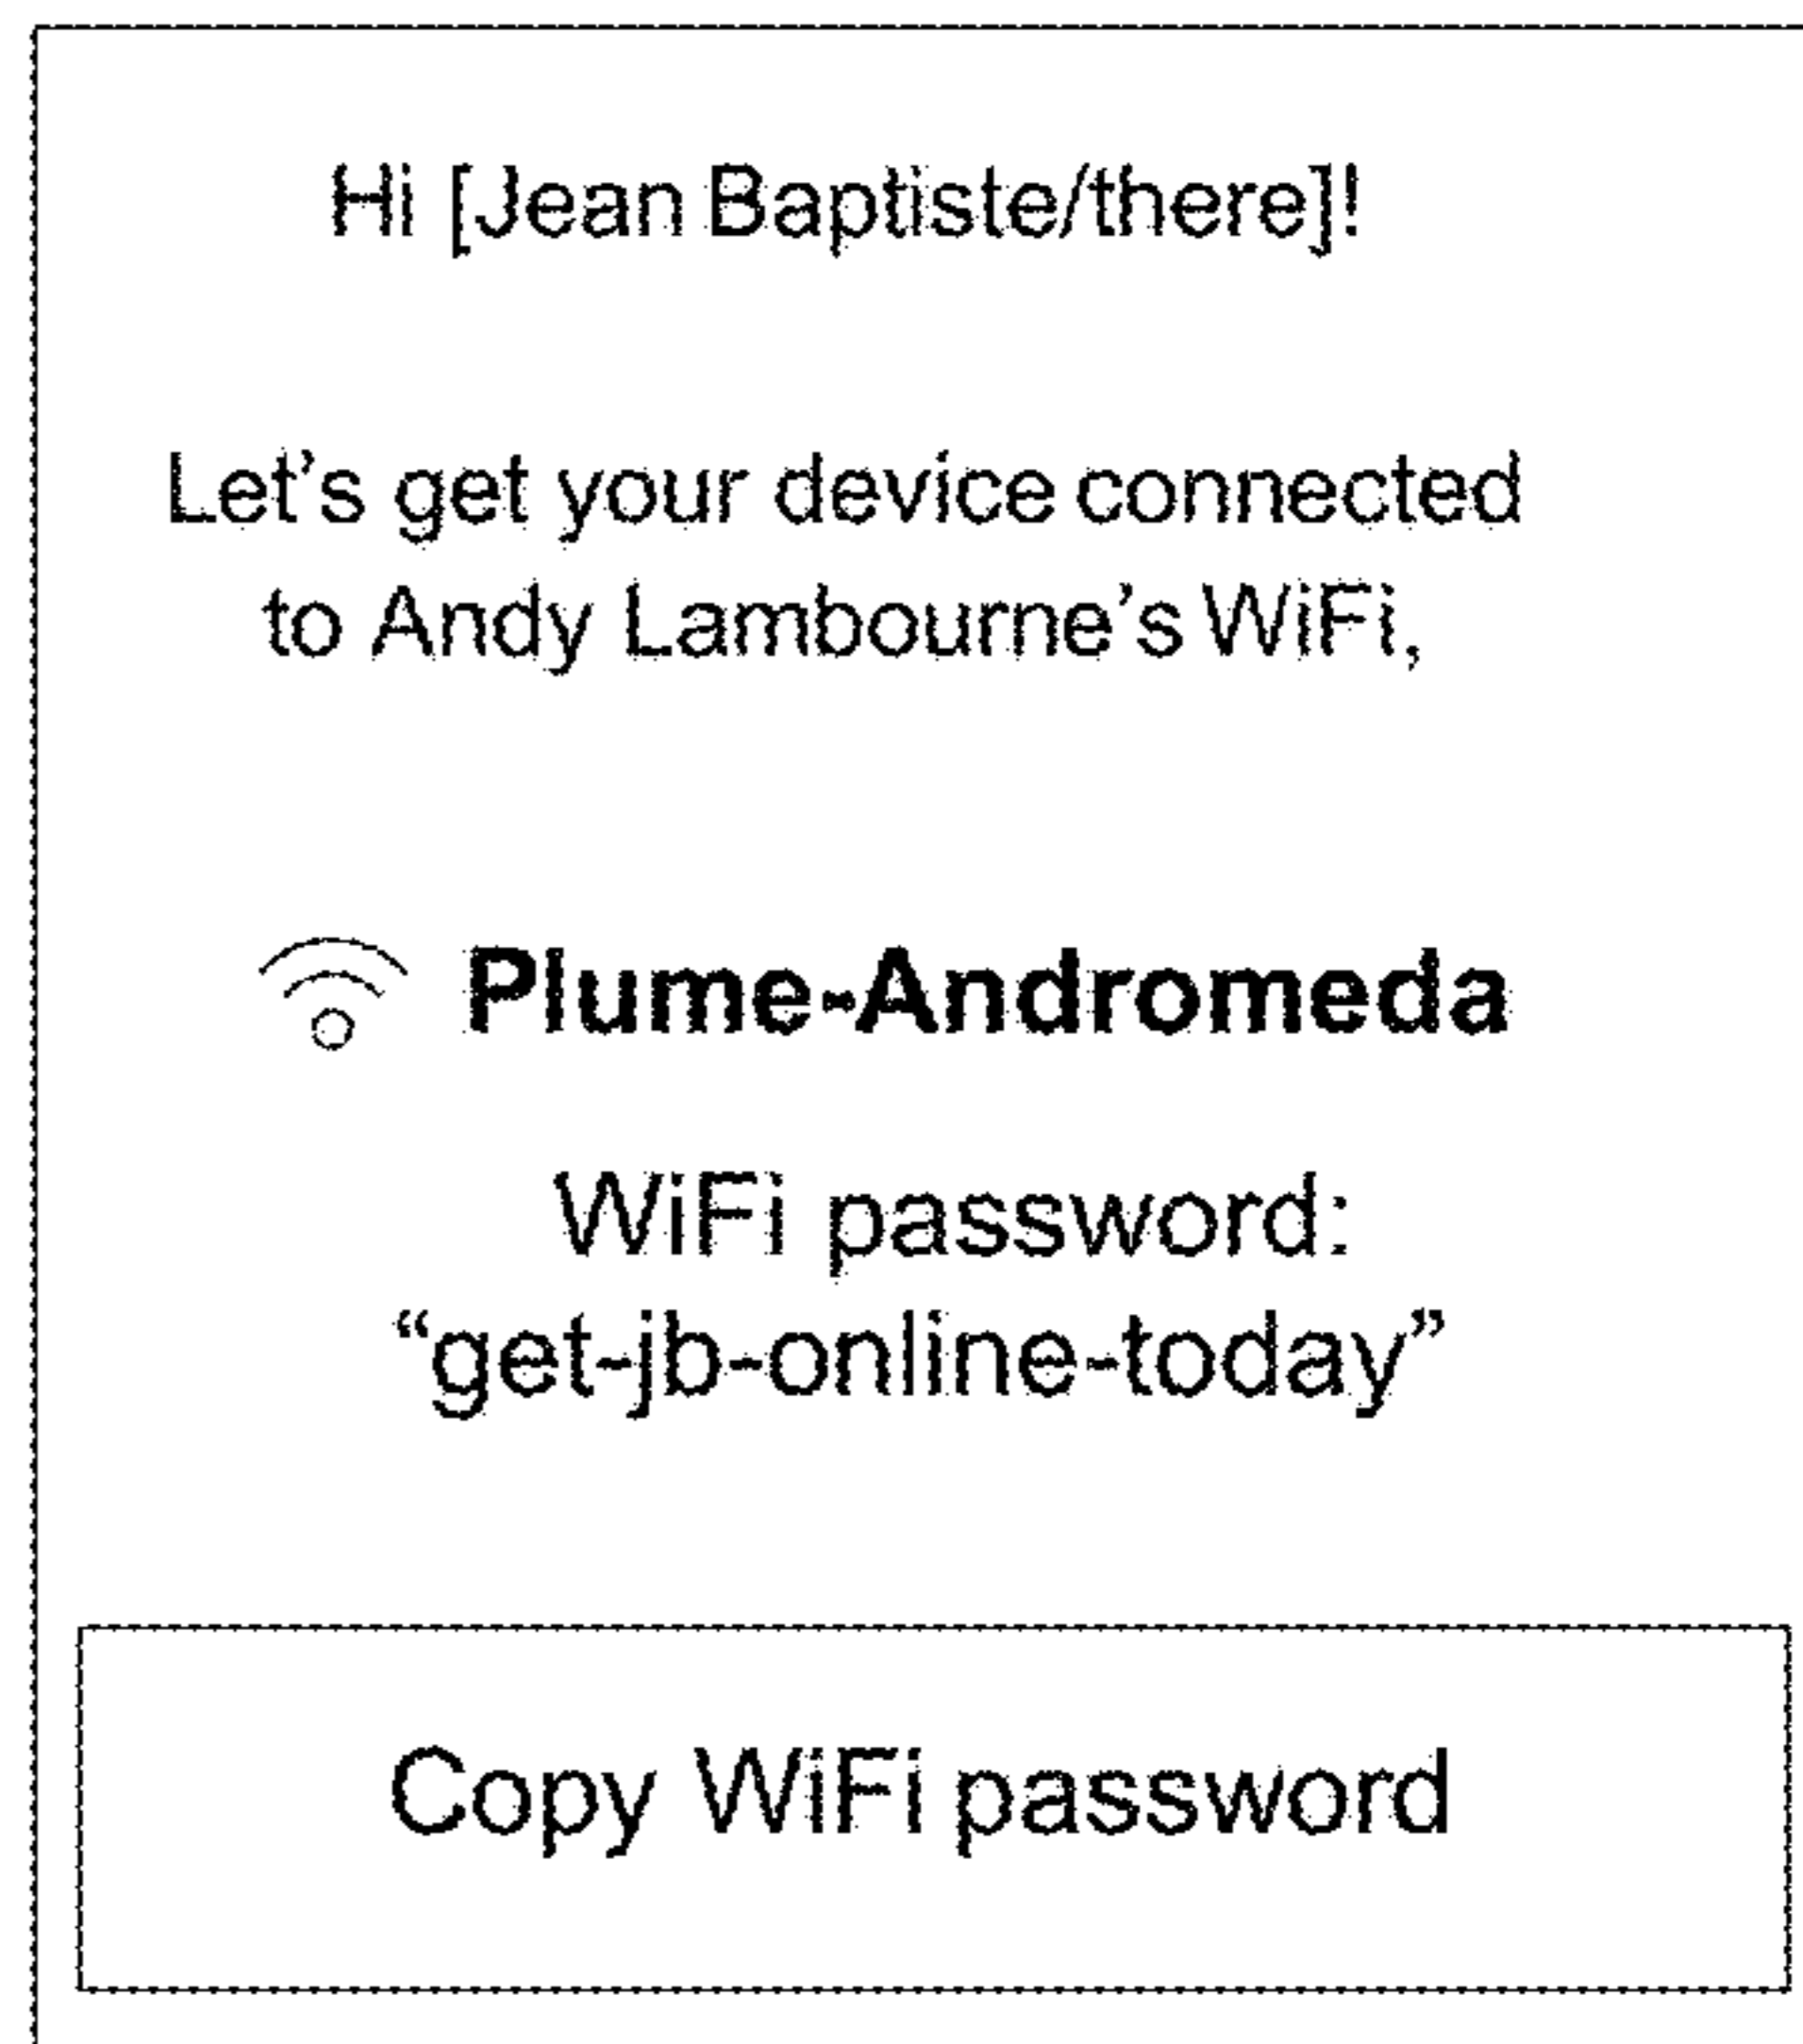 Hi [Jean Baptiste/there]!
Let’s get your device connected
to Andy Lambourne’s WiFi,
Plume-Andromeda
WiFi password:
“get-jb-online-today”
Copy WiFi password